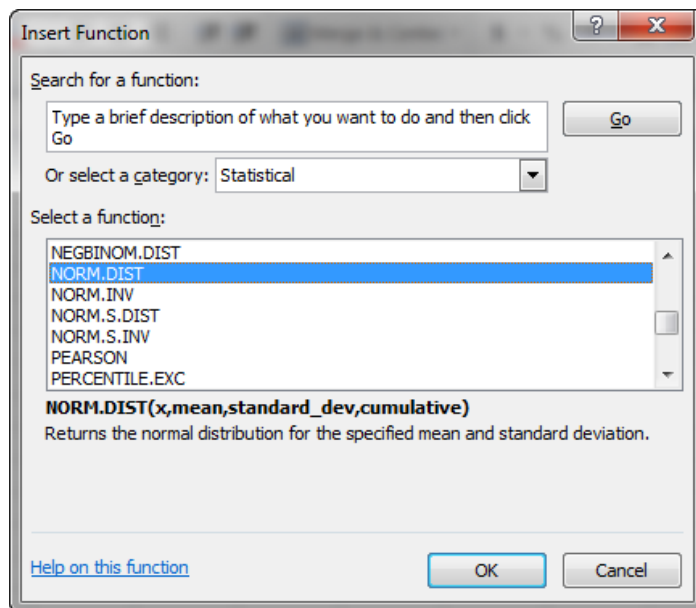 Insert Function
Search for a function:
Type a brief description of what you want to do and then click
Go
Go
Or select a category: Statistical
Select a function:
NEGBINOM.DIST
NORM.DIST
NORM.INV
NORM.S.DIST
NORM.S.INV
PEARSON
PERCENTILE.EXC
NORM.DIST(x,mean,standard_dev,cumulative)
Returns the normal distribution for the specified mean and standard deviation.
Help on this function
OK
Cancel